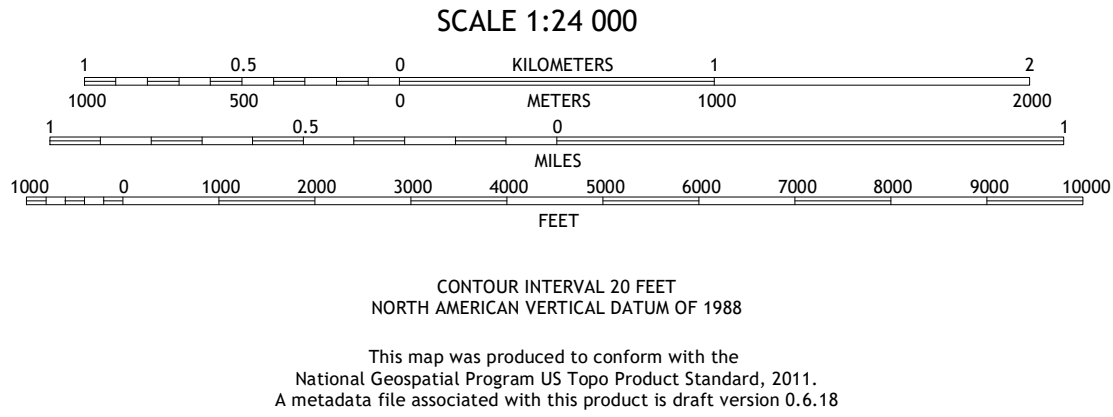 SCALE 1:24 000
1 0.5 0 KILOMETERS 1 2
1000 500 0 METERS 1000 2000
1 0.5 0 1
MILES
1000 0 1000 2000 3000 4000 5000 6000 7000 8000 9000 10000
FEET
CONTOUR INTERVAL 20 FEET
NORTH AMERICAN VERTICAL DATUM OF 1988
This map was produced to conform with the
National Geospatial Program US Topo Product Standard, 2011.
A metadata file associated with this product is draft version 0.6.18